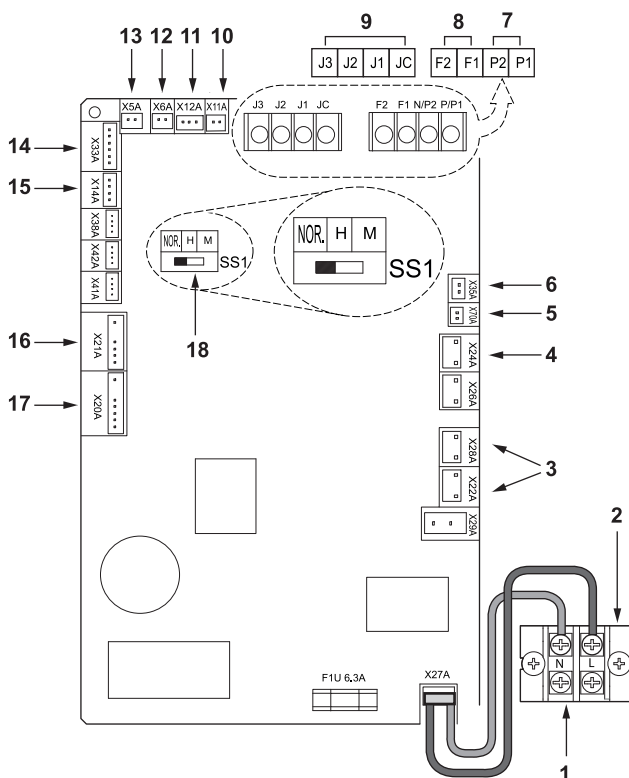 9
8
7
13
12
11
10
J3 J2 J1 JC
F2 F1 P2 P1
X5A
X6A
X12A
X11A
J3 J2 J1 JC
F2 F1 N/P2 P/P1
14
X33A
15
X14A
X38A
X42A
X41A
NOR. H M
SS1
NOR. H M
SS1
18
6
X35A
5
X70A
4
X24A
X26A
16
X21A
17
X20A
3
X28A
X22A
X29A
2
N
L
1
F1U 6.3A
X27A